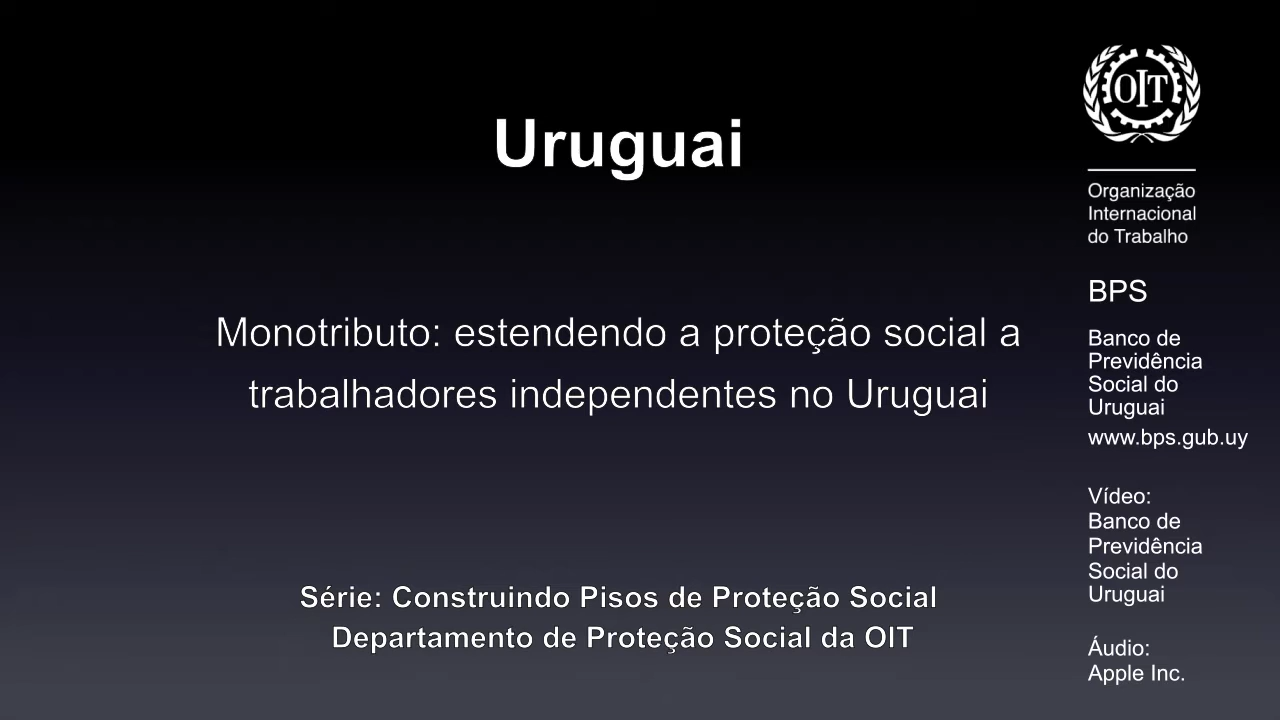 Uruguai
Monotributo: estendendo a proteção social a
trabalhadores independentes no Uruguai
Série: Construindo Pisos de Proteção Social
Departamento de Proteção Social da OIT
OIT
Organização
Internacional
do Trabalho
BPS
Banco de
Previdência
Social do
Uruguai
www.bps.gub.uy
Vídeo:
Banco de
Previdência
Social do
Uruguai
Áudio:
Apple Inc.